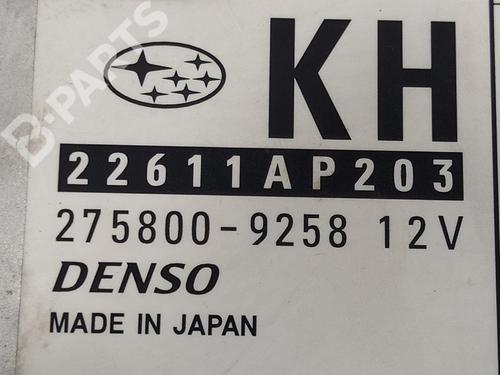 KH
B-PARTS
22611AP203
275800-9258 12V
DENSO
MADE IN JAPAN